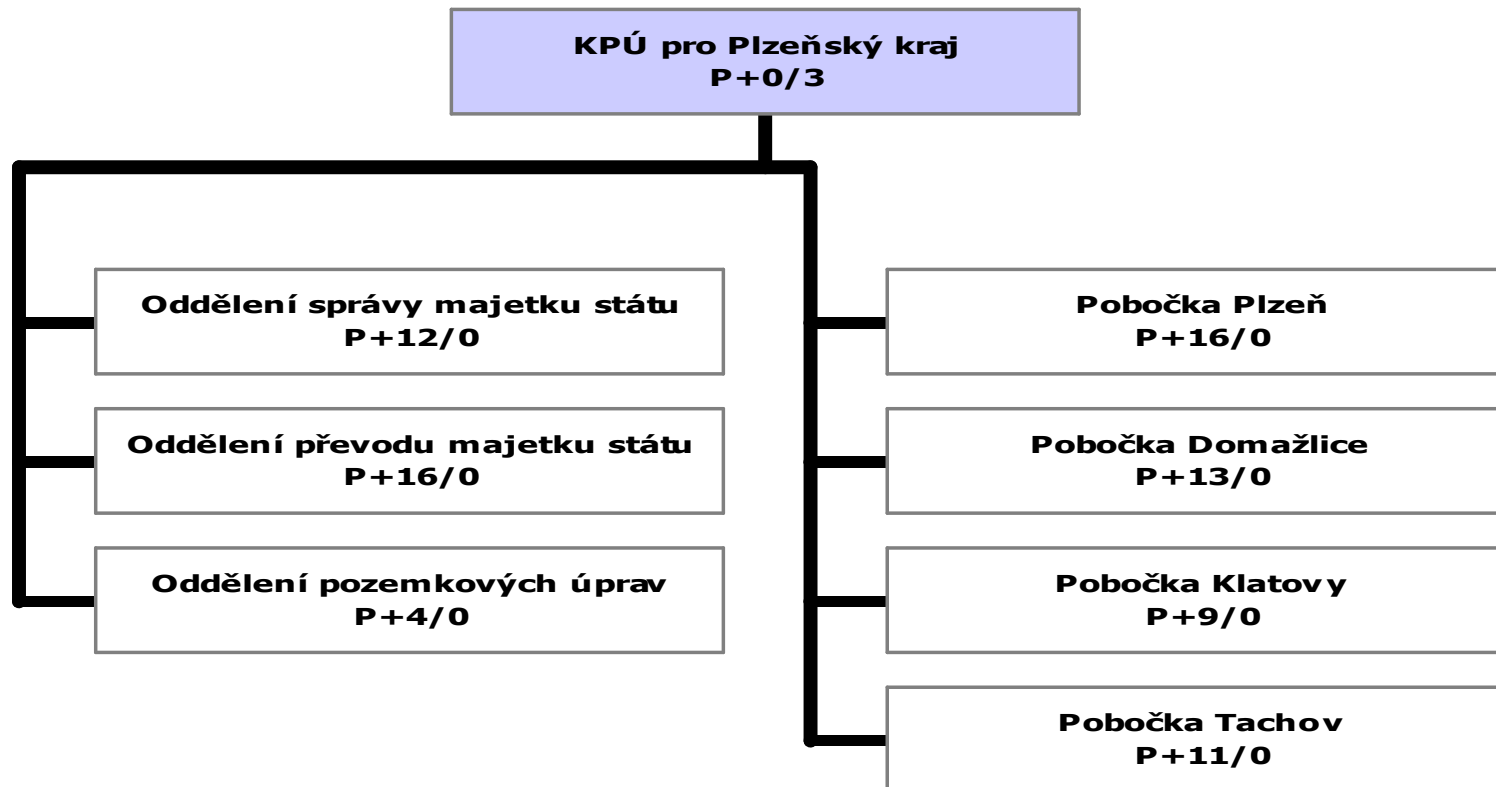 KPÚ pro Plzeňský kraj
P+0/3
Oddělení správy majetku státu
P+12/0
Oddělení převodu majetku státu
P+16/0
Oddělení pozemkových úprav
P+4/0
Pobočka Plzeň
P+16/0
Pobočka Domažlice
P+13/0
Pobočka Klatovy
P+9/0
Pobočka Tachov
P+11/0